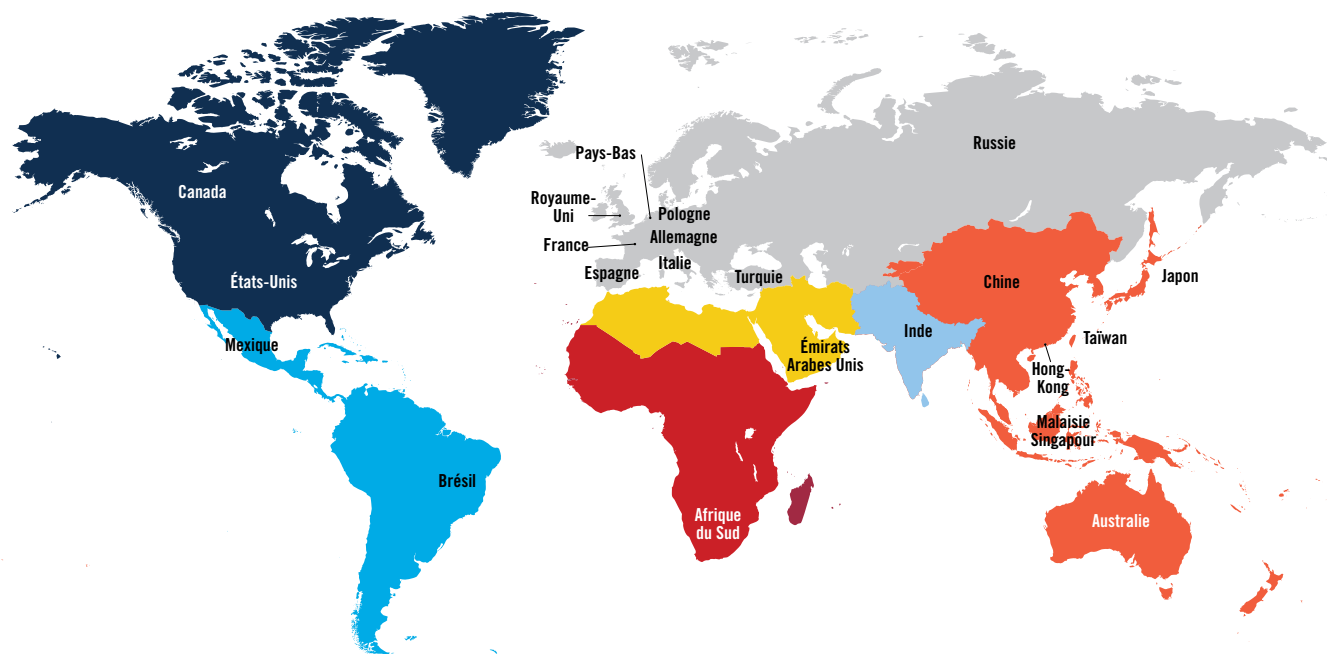 Russie
Pays-Bas
Canada
Royaume-
Uni
Pologne
Allemagne
France
Italie
Espagne
Turquie
Japon
États-Unis
Chine
Inde
Taïwan
Mexique
Émirats
Arabes Unis
Hong-
Kong
Malaisie
Singapour
Brésil
Afrique
du Sud
Australie